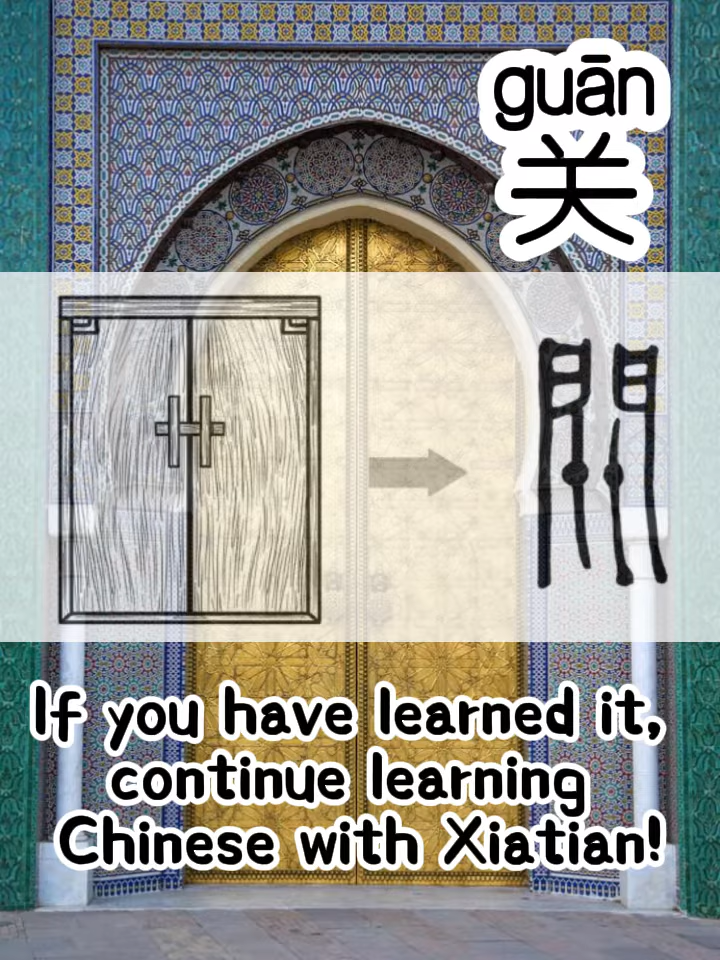 guān
关
If you have learned it,
continue learning
Chinese with Xiatian!